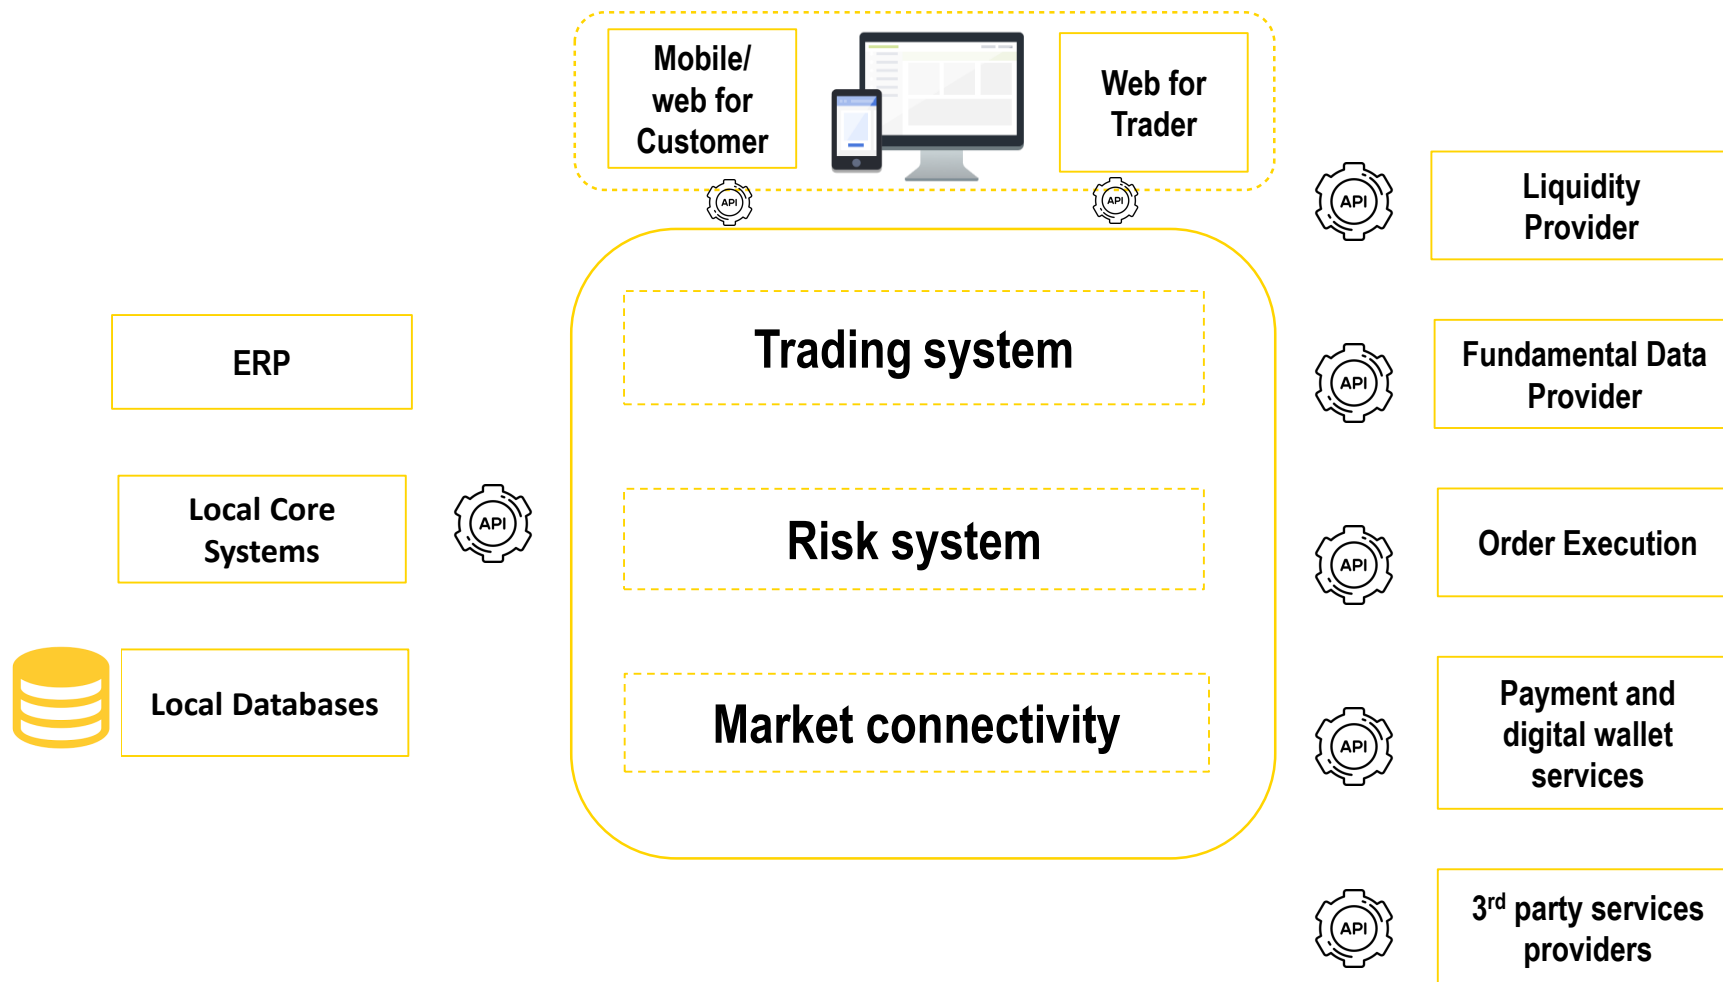 Mobile/
web for
Customer
Web for
Trader
API
API
API
Liquidity
Provider
Trading system
ERP
API
Fundamental Data
Provider
Local Core
Systems
API
Risk system
API
Order Execution
Local Databases
Market connectivity
API
Payment and
digital wallet
services
API
3rd party services
providers